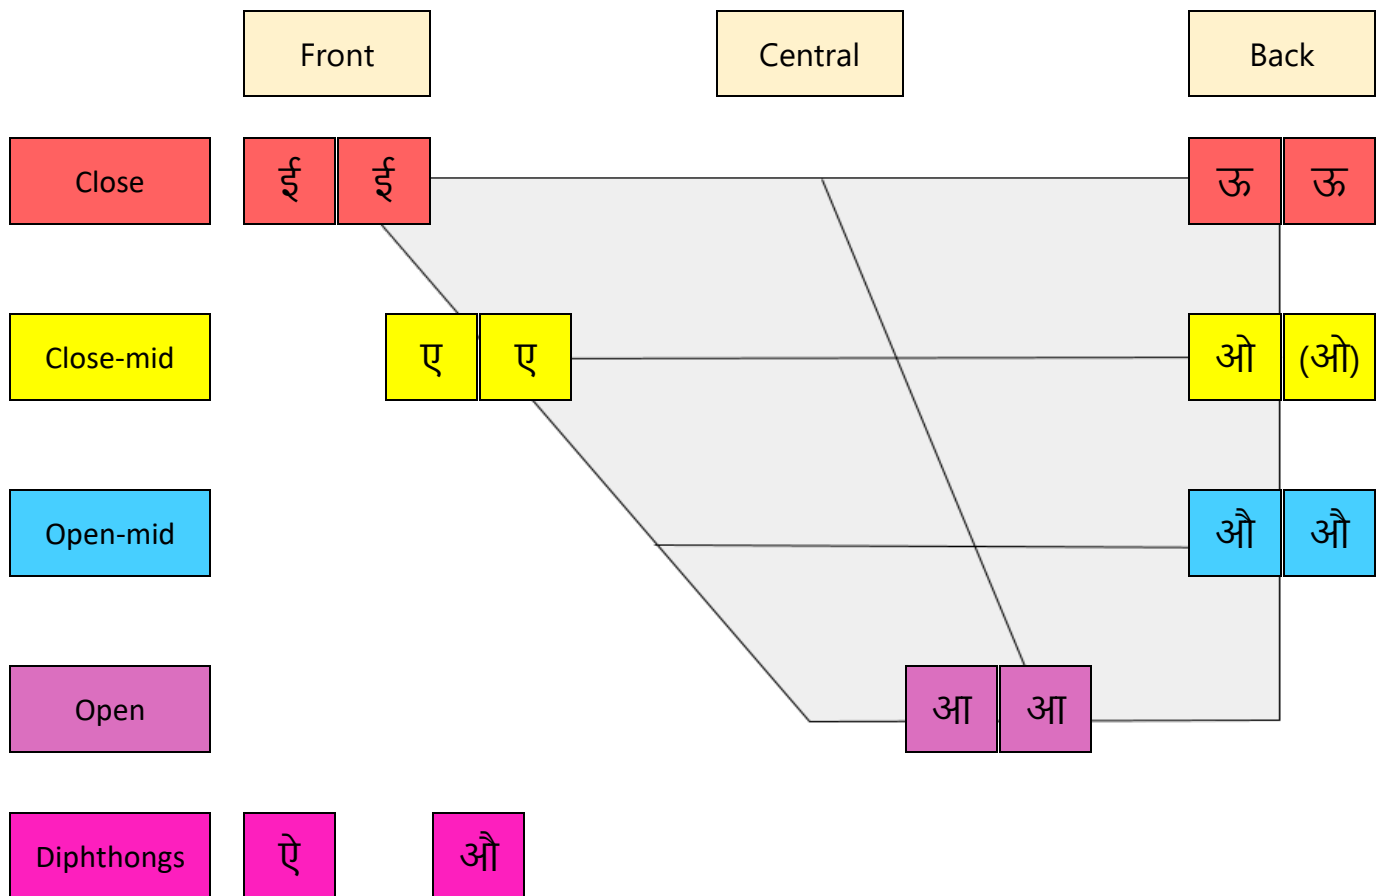 Front Central Back
Close ई ई ऊ ऊ
Close-mid ए ए ओ (ओ)
Open-mid औ औ
Open आ आ
Diphthongs ऐ औ